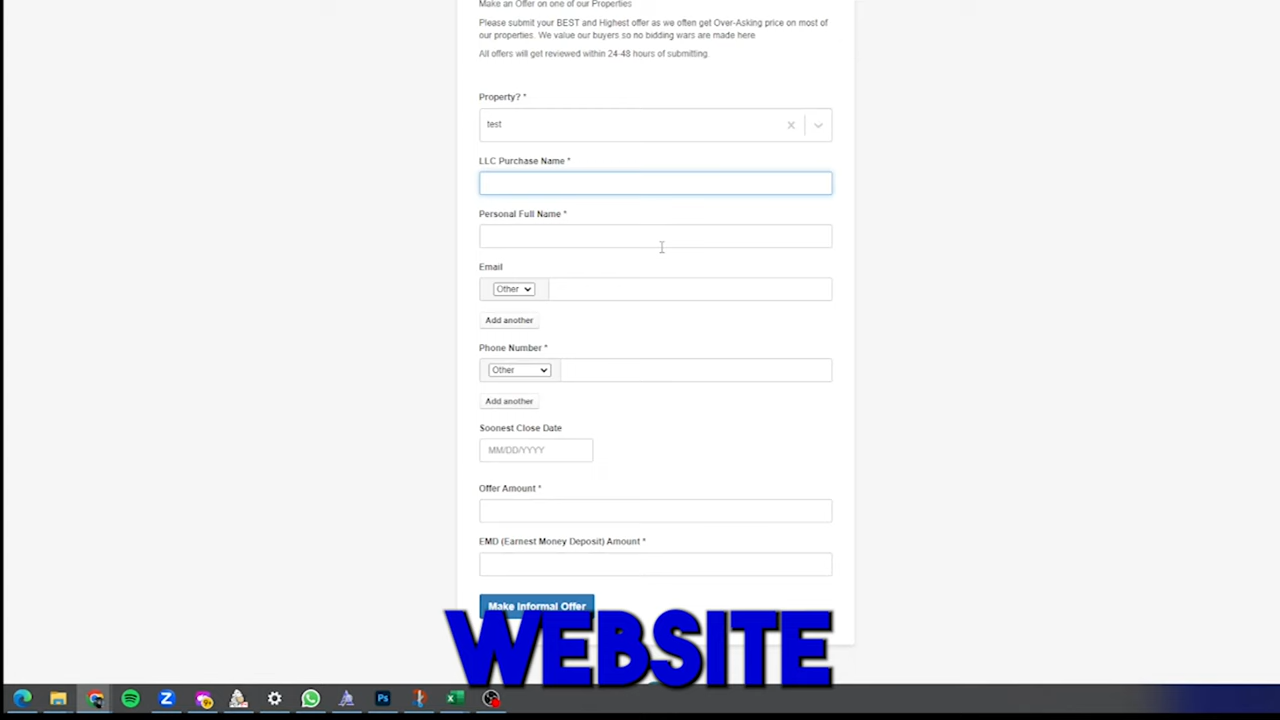 Make an Offer on one of our Properties
Please submit your BEST and Highest offer as we often get Over-Asking price on most of
our properties. We value our buyers so no bidding wars are made here
All offers will get reviewed within 24-48 hours of submitting.
Property? *
test
LLC Purchase Name *
Personal Full Name *
Email
Other
Add another
Phone Number *
Other
Add another
Soonest Close Date
MM/DD/YYYY
Offer Amount *
EMD (Earnest Money Deposit) Amount *
Make Informal Offer
WEBSITE